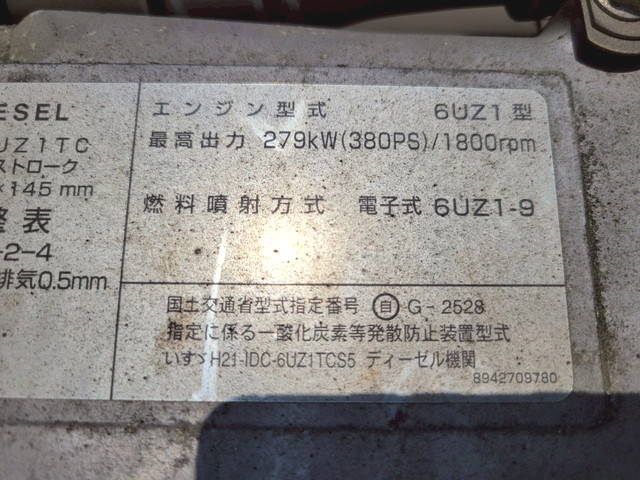 ESEL
UZ1TC
ストローク
×145 mm
整表
-2-4
排気0.5mm
エンジン型式 6UZ1型
最高出力 279kW(380PS)/1800rpm
燃料噴射方式 電子式 6UZ1-9
国土交通省型式指定番号 自 G-2528
指定に係る一酸化炭素等発散防止装置型式
いすゞH21-IDC-6UZ1TCS5 ディーゼル機関
8942709780